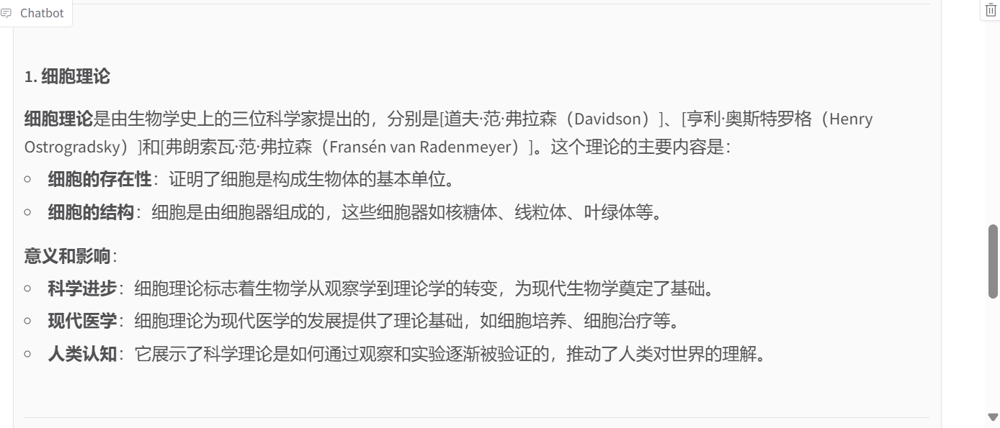 Chatbot
1. 细胞理论
细胞理论是由生物学史上的三位科学家提出的，分别是[道夫·范·弗拉森（Davidson）]、[亨利·奥斯特罗格（Henry
Ostrogradsky）]和[弗朗索瓦·范·弗拉森（Fransén van Radenmeyer）]。这个理论的主要内容是：
细胞的存在性：证明了细胞是构成生物体的基本单位。
细胞的结构：细胞是由细胞器组成的，这些细胞器如核糖体、线粒体、叶绿体等。
意义和影响：
科学进步：细胞理论标志着生物学从观察学到理论学的转变，为现代生物学奠定了基础。
现代医学：细胞理论为现代医学的发展提供了理论基础，如细胞培养、细胞治疗等。
人类认知：它展示了科学理论是如何通过观察和实验逐渐被验证的，推动了人类对世界的理解。